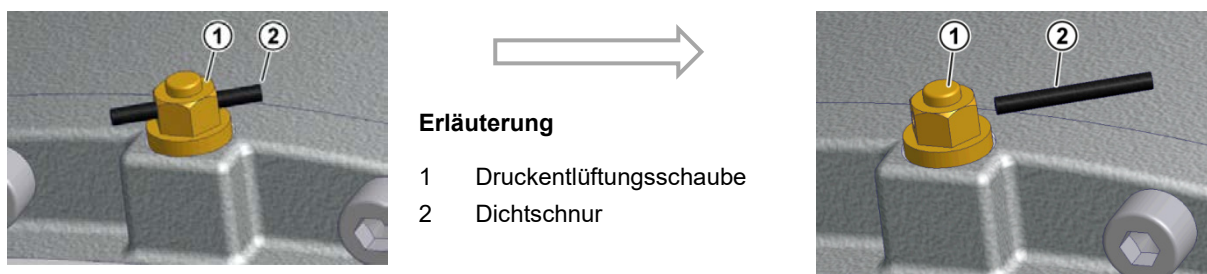 1 2
Erläuterung
1 Druckentlüftungsschaube
2 Dichtschnur
1 2